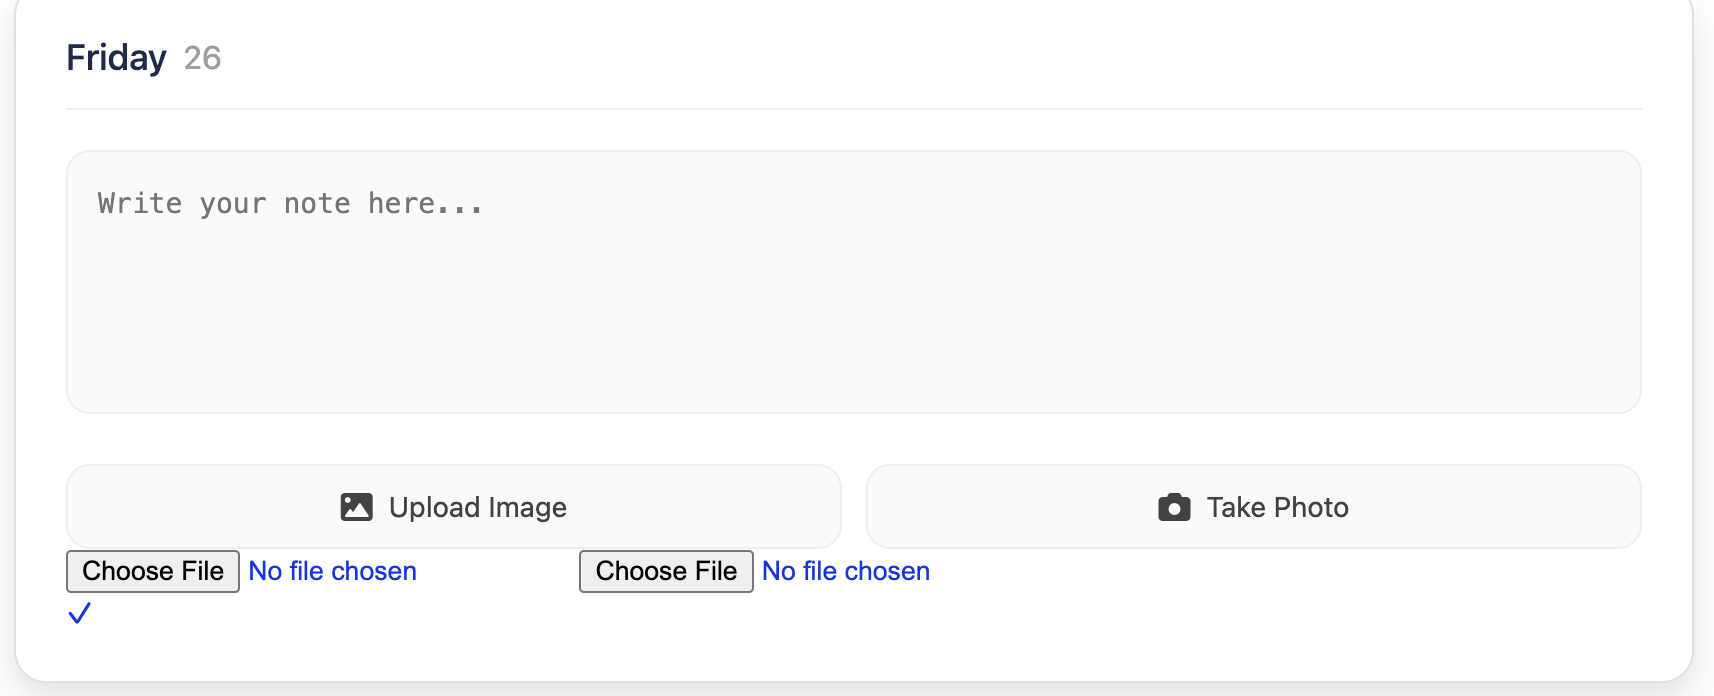 Friday 26
Write your note here...
Upload Image Take Photo
Choose File No file chosen Choose File No file chosen